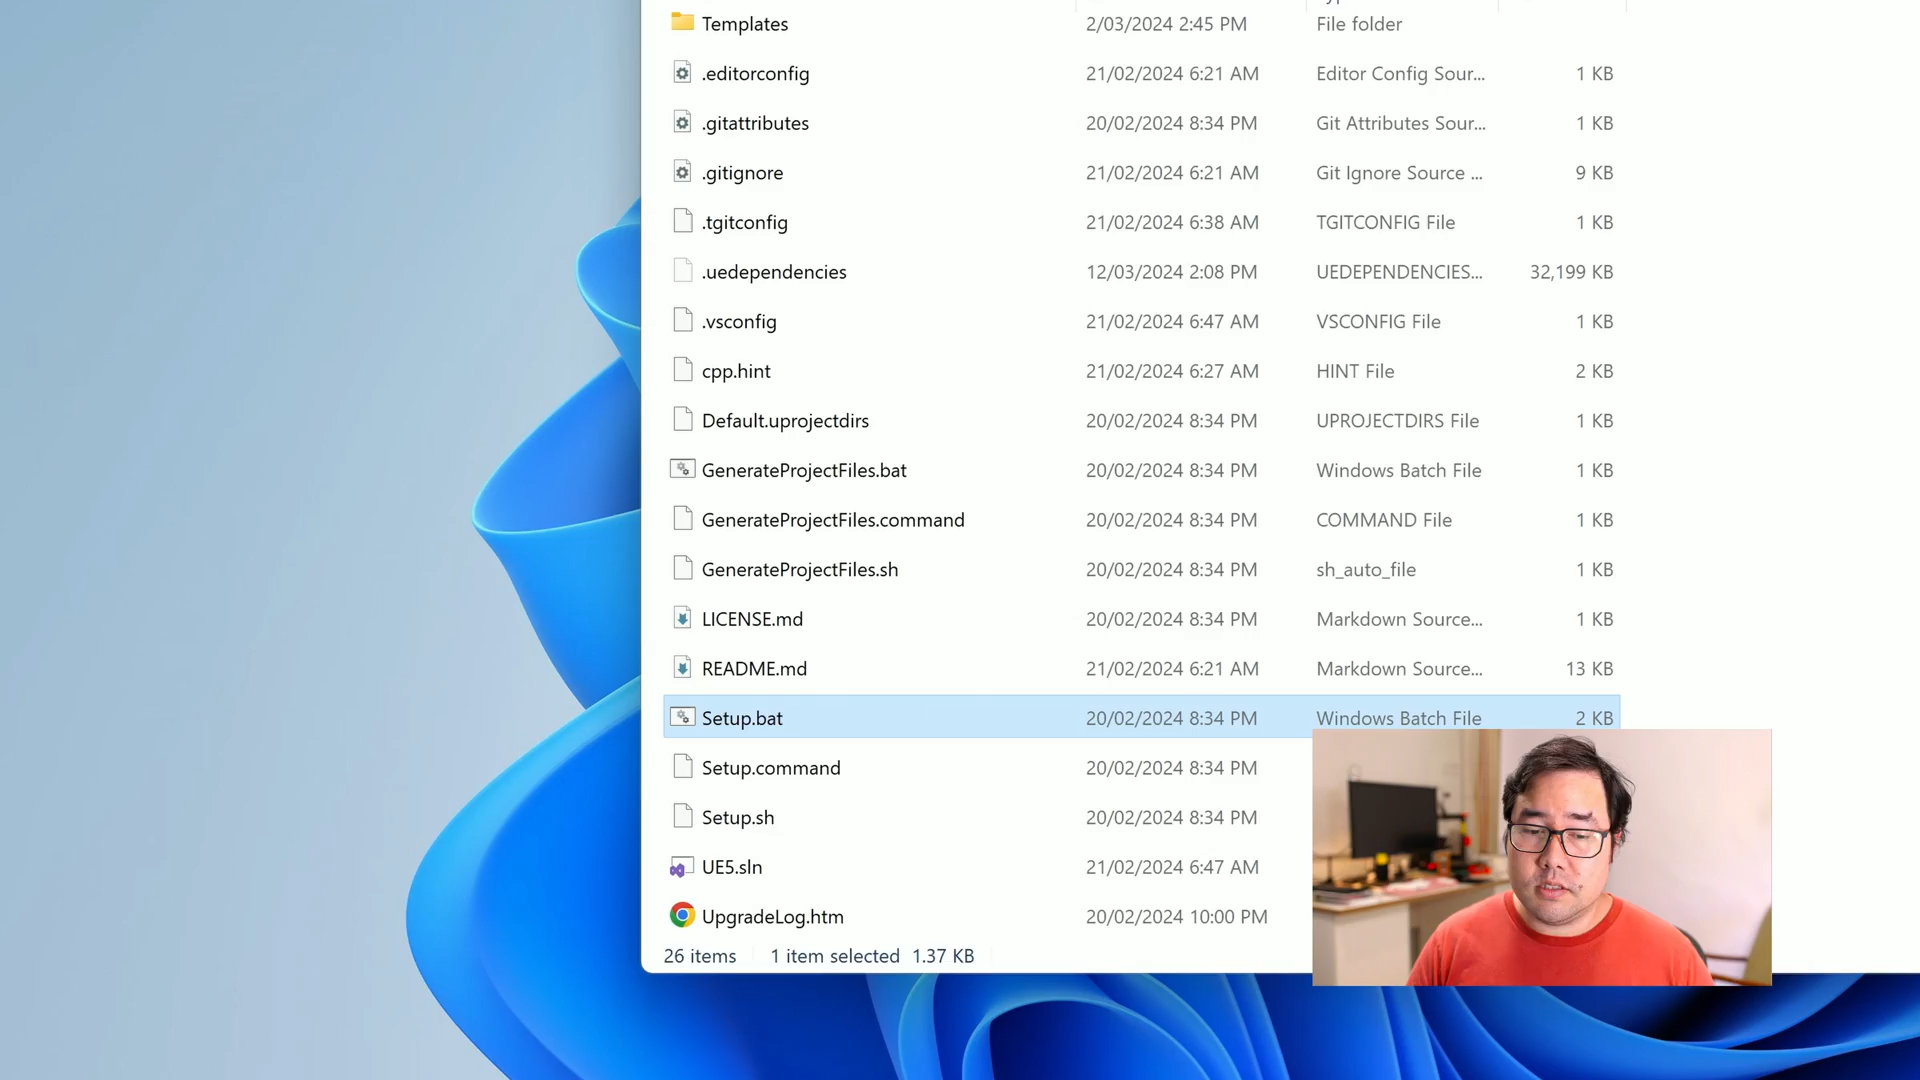 Templates 2/03/2024 2:45 PM File folder
.editorconfig 21/02/2024 6:21 AM Editor Config Sour... 1 KB
.gitattributes 20/02/2024 8:34 PM Git Attributes Sour... 1 KB
.gitignore 21/02/2024 6:21 AM Git Ignore Source ... 9 KB
.tgitconfig 21/02/2024 6:38 AM TGITCONFIG File 1 KB
.uedependencies 12/03/2024 2:08 PM UEDEPENDENCIES... 32,199 KB
.vsconfig 21/02/2024 6:47 AM VSCONFIG File 1 KB
cpp.hint 21/02/2024 6:27 AM HINT File 2 KB
Default.uprojectdirs 20/02/2024 8:34 PM UPROJECTDIRS File 1 KB
GenerateProjectFiles.bat 20/02/2024 8:34 PM Windows Batch File 1 KB
GenerateProjectFiles.command 20/02/2024 8:34 PM COMMAND File 1 KB
GenerateProjectFiles.sh 20/02/2024 8:34 PM sh_auto_file 1 KB
LICENSE.md 20/02/2024 8:34 PM Markdown Source... 1 KB
README.md 21/02/2024 6:21 AM Markdown Source... 13 KB
Setup.bat 20/02/2024 8:34 PM Windows Batch File 2 KB
Setup.command 20/02/2024 8:34 PM
Setup.sh 20/02/2024 8:34 PM
UE5.sln 21/02/2024 6:47 AM
UpgradeLog.htm 20/02/2024 10:00 PM
26 items 1 item selected 1.37 KB